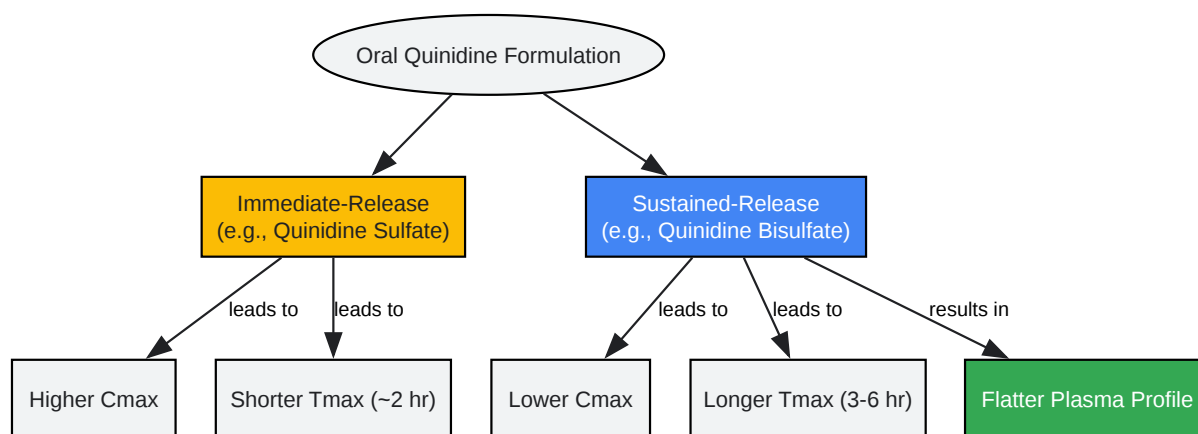 Oral Quinidine Formulation
Immediate-Release
(e.g., Quinidine Sulfate)
Sustained-Release
(e.g., Quinidine Bisulfate)
leads to
leads to
leads to
leads to
results in
Higher Cmax
Shorter Tmax (~2 hr)
Lower Cmax
Longer Tmax (3-6 hr)
Flatter Plasma Profile